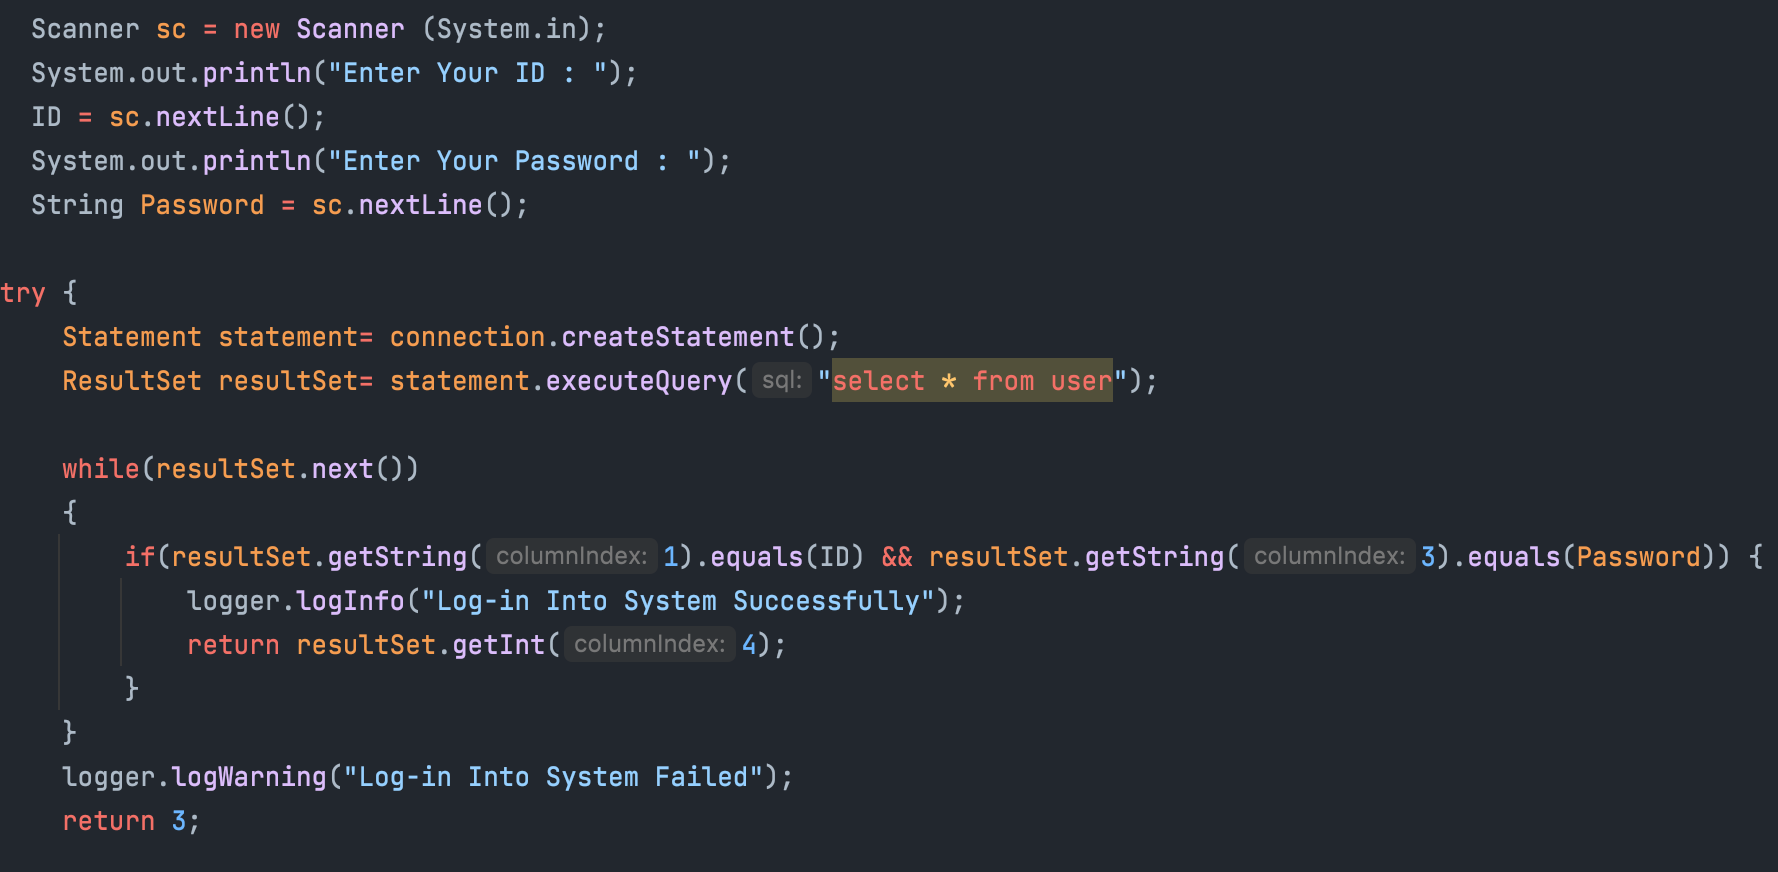 Scanner sc = new Scanner (System.in);
System.out.println("Enter Your ID : ");
ID = sc.nextLine();
System.out.println("Enter Your Password : ");
String Password = sc.nextLine();
try {
Statement statement= connection.createStatement();
ResultSet resultSet= statement.executeQuery( sql: "select * from user");
while(resultSet.next())
{
if(resultSet.getString( columnIndex: 1).equals(ID) && resultSet.getString( columnIndex: 3).equals(Password)) {
logger.logInfo("Log-in Into System Successfully");
return resultSet.getInt( columnIndex: 4);
}
}
logger.logWarning("Log-in Into System Failed");
return 3;